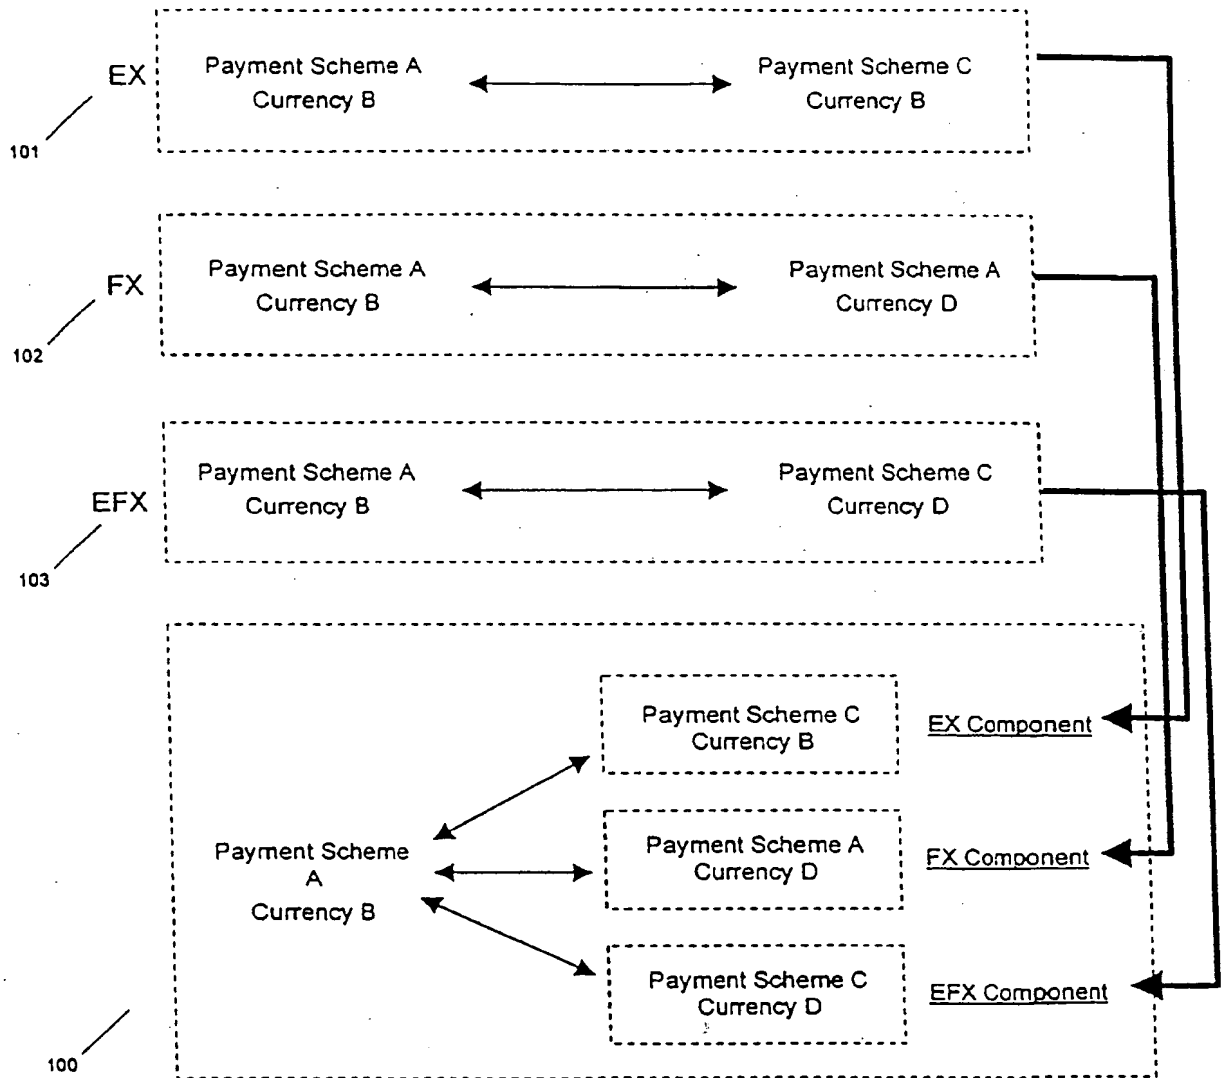 EX
Payment Scheme A
Currency B
Payment Scheme C
Currency B
101
FX
Payment Scheme A
Currency B
Payment Scheme A
Currency D
102
EFX
Payment Scheme A
Currency B
Payment Scheme C
Currency D
103
Payment Scheme C
Currency B
EX Component
Payment Scheme
A
Currency B
Payment Scheme A
Currency D
FX Component
Payment Scheme C
Currency D
EFX Component
100